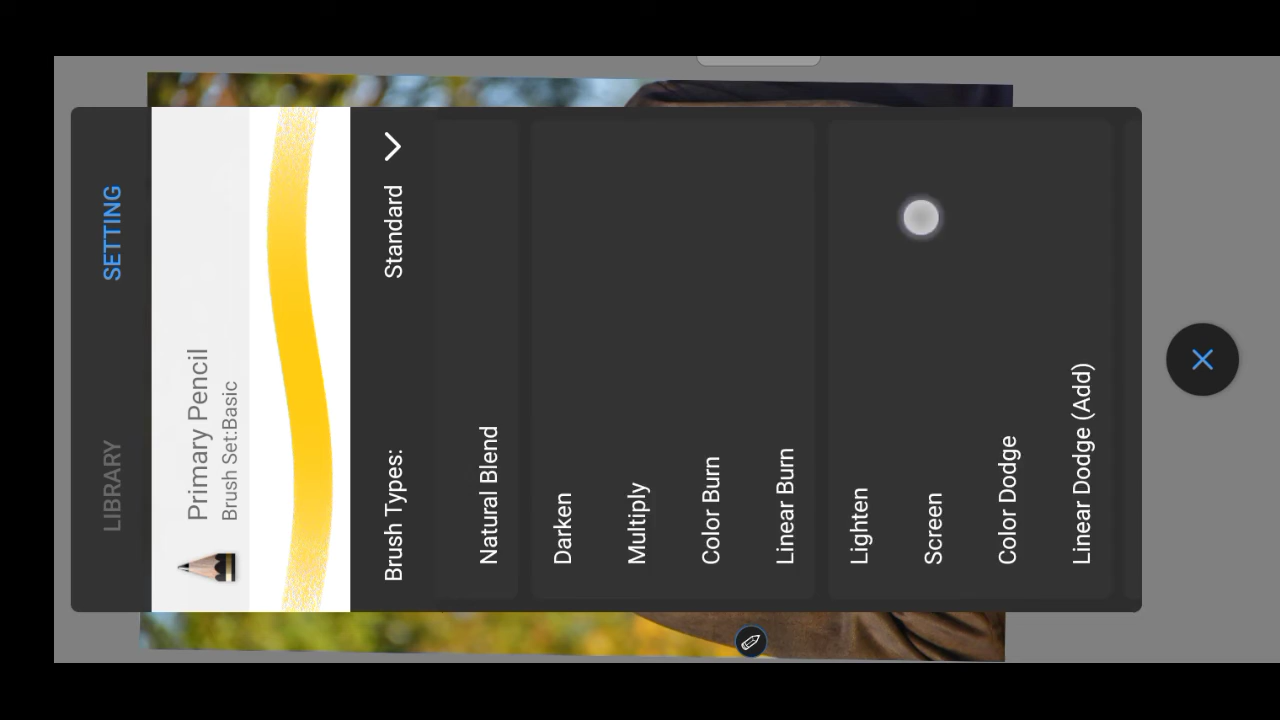 LIBRARY SETTING
Primary Pencil
Brush Set:Basic
Brush Types: Standard
Natural Blend
Darken
Multiply
Color Burn
Linear Burn
Lighten
Screen
Color Dodge
Linear Dodge (Add)